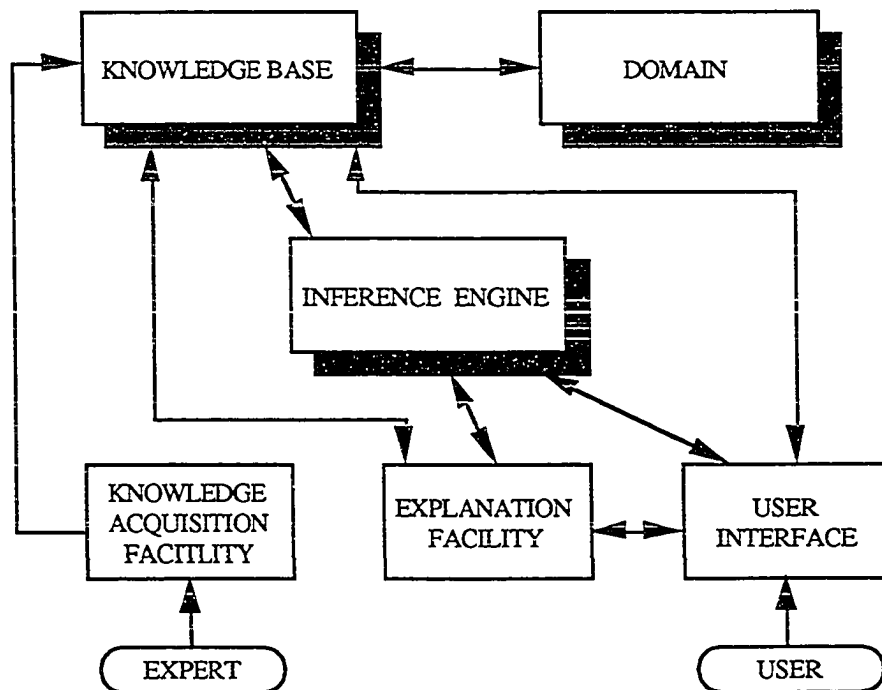 KNOWLEDGE BASE
DOMAIN
INFERENCE ENGINE
KNOWLEDGE
ACQUISITION
FACITLITY
EXPLANATION
FACILITY
USER
INTERFACE
EXPERT
USER